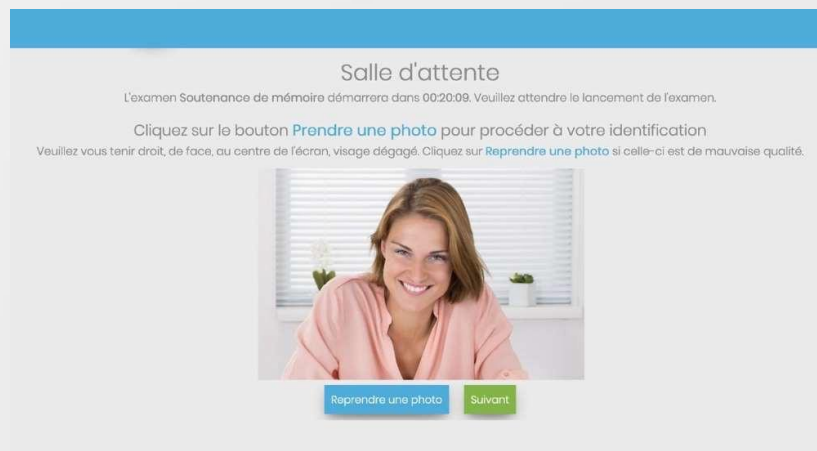 Salle d'attente
L'examen Soutenance de mémoire démarrera dans 00:20:09. Veuillez attendre le lancement de l'examen.
Cliquez sur le bouton Prendre une photo pour procéder à votre identification
Veuillez vous tenir droit, de face, au centre de l'écran, visage dégagé. Cliquez sur Reprendre une photo si celle-ci est de mauvaise qualité.
Reprendre une photo Suivant